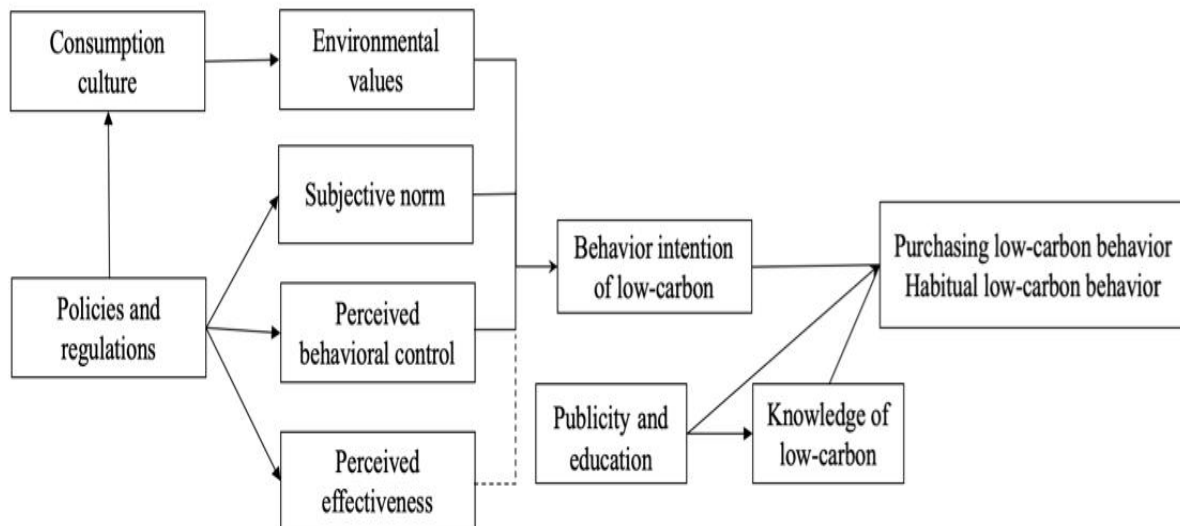 Consumption
culture
Environmental
values
Subjective norm
Policies and
regulations
Perceived
behavioral control
Perceived
effectiveness
Behavior intention
of low-carbon
Publicity and
education
Knowledge of
low-carbon
Purchasing low-carbon behavior
Habitual low-carbon behavior